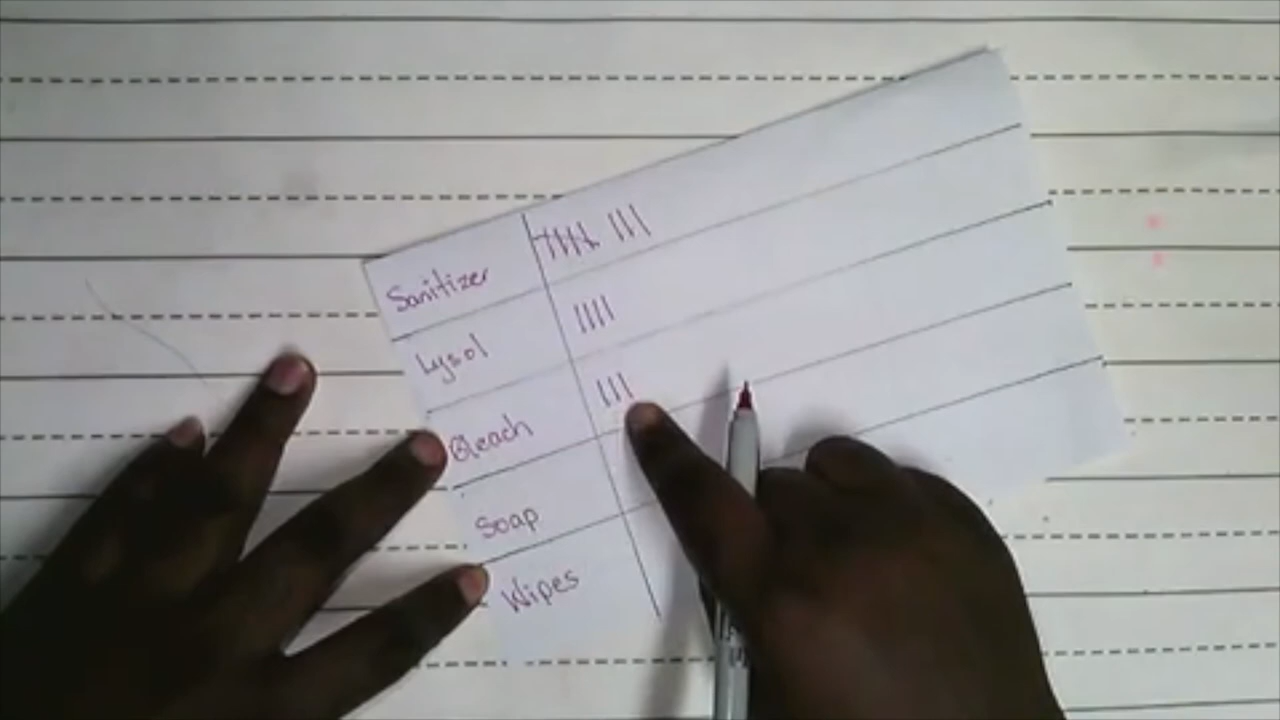 Sanitizer 𝍸 |||
Lysol ||||
Bleach |||
Soap
Wipes